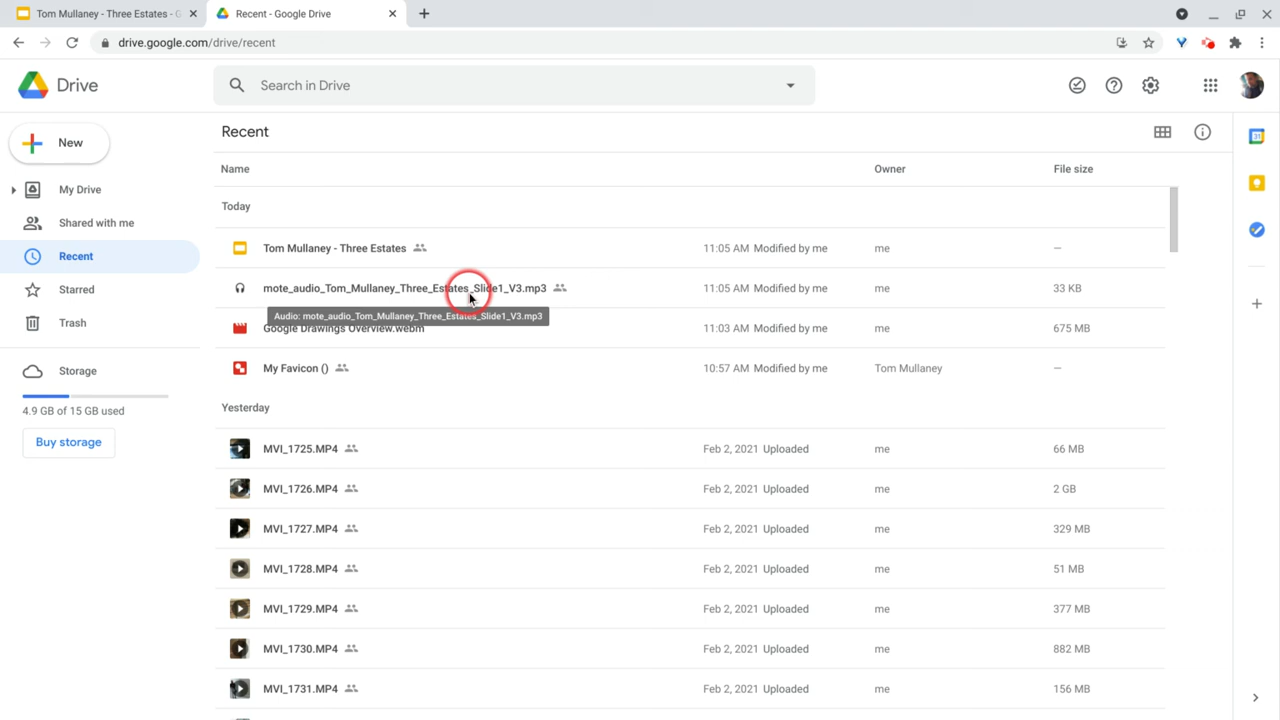 Tom Mullaney - Three Estates - G
Recent - Google Drive
drive.google.com/drive/recent
Drive
Search in Drive
New
Recent
My Drive
Name
Owner
File size
Shared with me
Today
Recent
Tom Mullaney - Three Estates
11:05 AM Modified by me
me
—
Starred
mote_audio_Tom_Mullaney_Three_Estates_Slide1_V3.mp3
11:05 AM Modified by me
me
33 KB
Audio: mote_audio_Tom_Mullaney_Three_Estates_Slide1_V3.mp3
Trash
Google Drawings Overview.webm
11:03 AM Modified by me
me
675 MB
Storage
My Favicon ()
10:57 AM Modified by me
Tom Mullaney
—
4.9 GB of 15 GB used
Yesterday
Buy storage
MVI_1725.MP4
Feb 2, 2021 Uploaded
me
66 MB
MVI_1726.MP4
Feb 2, 2021 Uploaded
me
2 GB
MVI_1727.MP4
Feb 2, 2021 Uploaded
me
329 MB
MVI_1728.MP4
Feb 2, 2021 Uploaded
me
51 MB
MVI_1729.MP4
Feb 2, 2021 Uploaded
me
377 MB
MVI_1730.MP4
Feb 2, 2021 Uploaded
me
882 MB
MVI_1731.MP4
Feb 2, 2021 Uploaded
me
156 MB
31